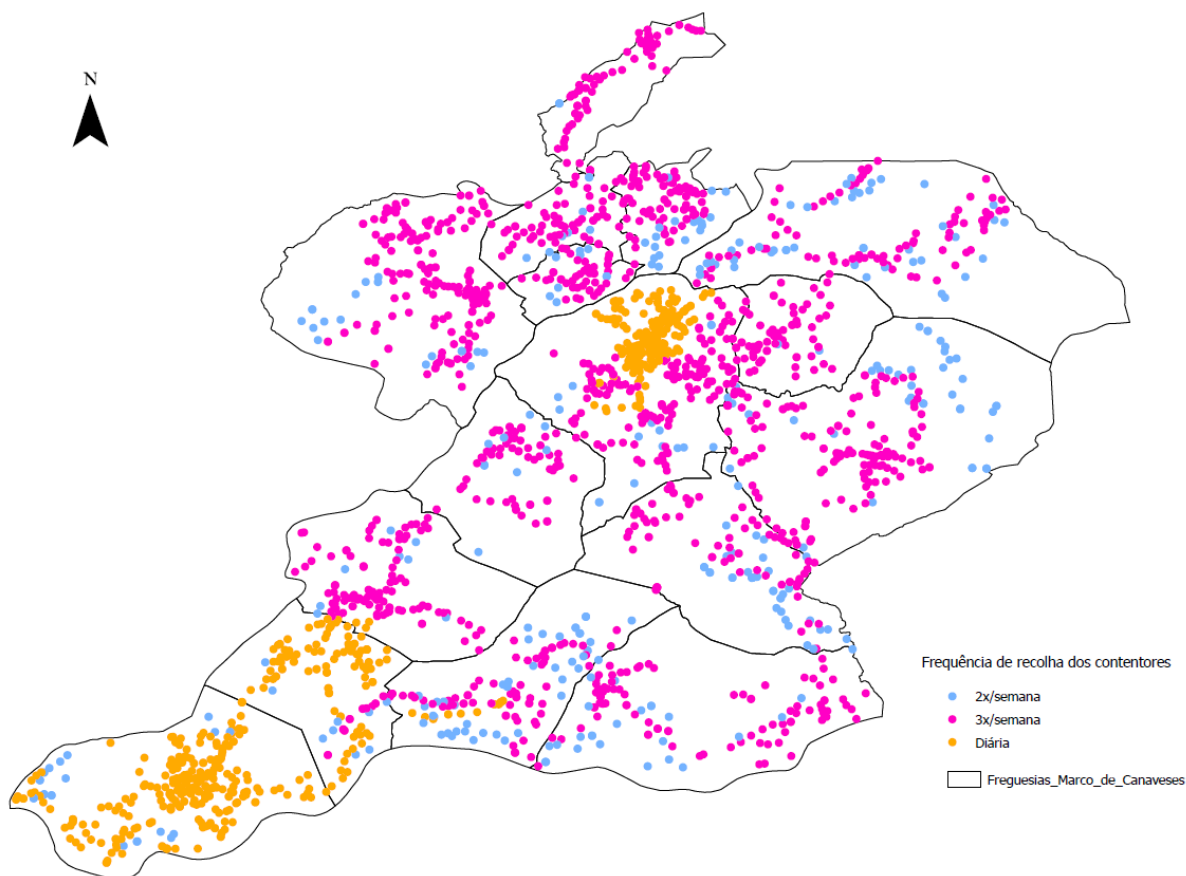 N
Frequência de recolha dos contentores
2x/semana
3x/semana
Diária
Freguesias_Marco_de_Canaveses